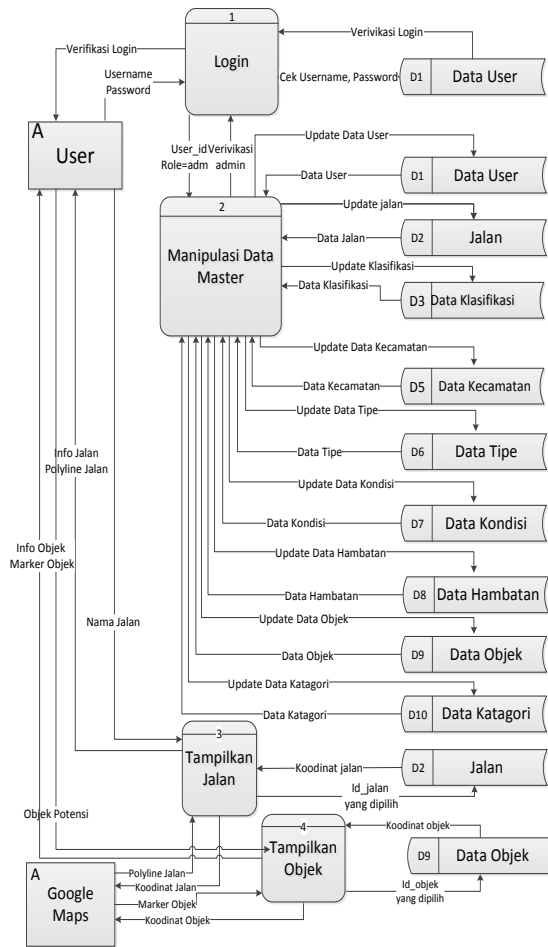 1
Login
Verifikasi Login
Username
Password
Verivikasi Login
Cek Username, Password
D1 Data User
A
User
User_id
Role=adm
Verivikasi
admin
Update Data User
Data User
D1 Data User
2
Manipulasi Data
Master
Update jalan
Data Jalan
D2 Jalan
Update Klasifikasi
Data Klasifikasi
D3 Data Klasifikasi
Update Data Kecamatan
Data Kecamatan
D5 Data Kecamatan
Update Data Tipe
Data Tipe
D6 Data Tipe
Update Data Kondisi
Data Kondisi
D7 Data Kondisi
Update Data Hambatan
Data Hambatan
D8 Data Hambatan
Update Data Objek
Data Objek
D9 Data Objek
Update Data Katagori
Data Katagori
D10 Data Katagori
Info Jalan
Polyline Jalan
Info Objek
Marker Objek
Nama Jalan
3
Tampilkan
Jalan
Koodinat jalan
D2 Jalan
Id_jalan
yang dipilih
Objek Potensi
4
Tampilkan
Objek
Koodinat objek
D9 Data Objek
Id_objek
yang dipilih
A
Google
Maps
Polyline Jalan
Koodinat Jalan
Marker Objek
Koodinat Objek